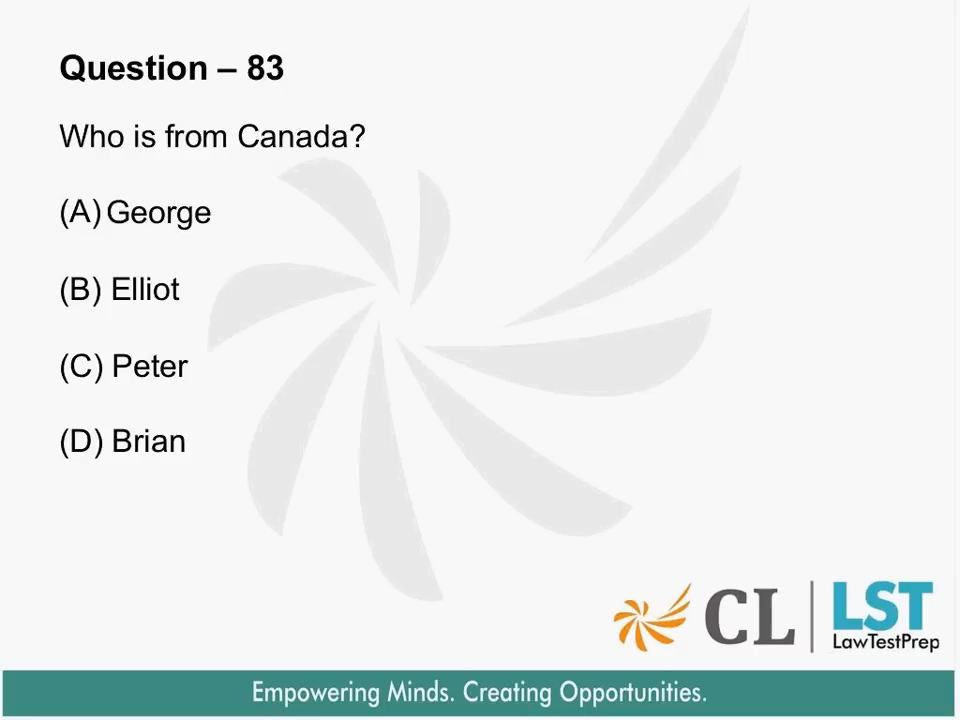 Question – 83
Who is from Canada?
(A) George
(B) Elliot
(C) Peter
(D) Brian
CL LST
LawTestPrep
Empowering Minds. Creating Opportunities.